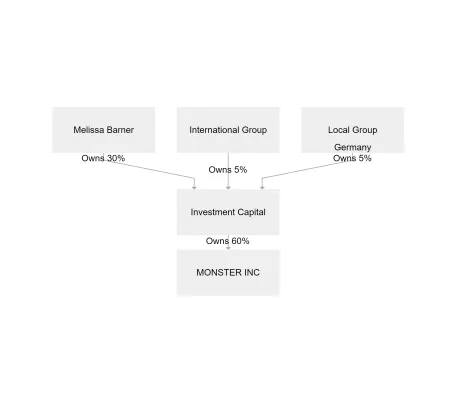 Melissa Barner
International Group
Local Group
Germany
Owns 30%
Owns 5%
Owns 5%
Investment Capital
Owns 60%
MONSTER INC